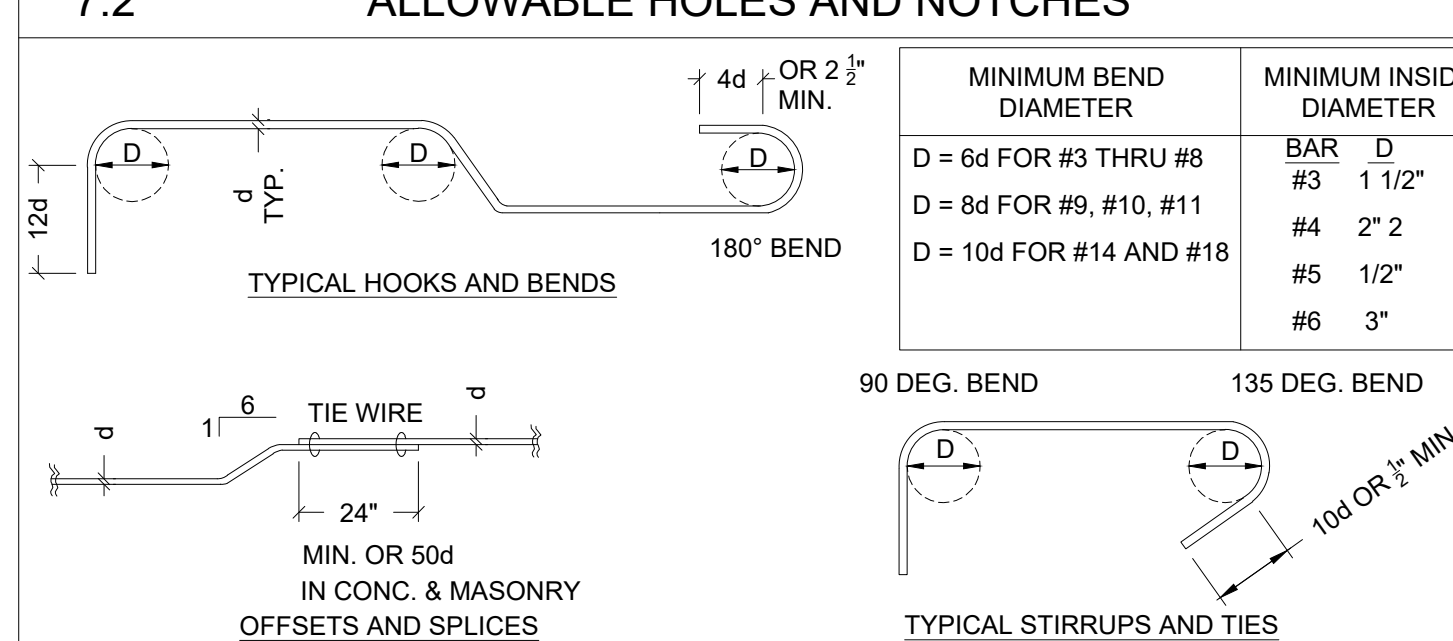 7.2 ALLOWABLE HOLES AND NOTCHES
4d OR 2 1/2"
MIN.
D D D
d
TYP.
12d
180° BEND
TYPICAL HOOKS AND BENDS
MINIMUM BEND
DIAMETER
D = 6d FOR #3 THRU #8
D = 8d FOR #9, #10, #11
D = 10d FOR #14 AND #18
MINIMUM INSID
DIAMETER
BAR D
#3 1 1/2"
#4 2" 2
#5 1/2"
#6 3"
d
1 6
TIE WIRE
d
24"
MIN. OR 50d
IN CONC. & MASONRY
OFFSETS AND SPLICES
90 DEG. BEND 135 DEG. BEND
D D
10d OR 1/2" MIN
TYPICAL STIRRUPS AND TIES